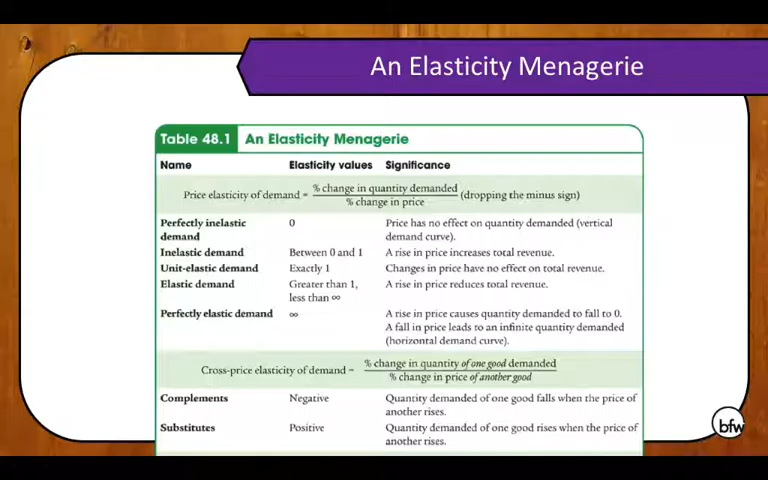 An Elasticity Menagerie
Table 48.1 An Elasticity Menagerie
Name Elasticity values Significance
Price elasticity of demand = % change in quantity demanded / % change in price (dropping the minus sign)
Perfectly inelastic 0 Price has no effect on quantity demanded (vertical
demand demand curve).
Inelastic demand Between 0 and 1 A rise in price increases total revenue.
Unit-elastic demand Exactly 1 Changes in price have no effect on total revenue.
Elastic demand Greater than 1, A rise in price reduces total revenue.
less than ∞
Perfectly elastic demand ∞ A rise in price causes quantity demanded to fall to 0.
A fall in price leads to an infinite quantity demanded
(horizontal demand curve).
Cross-price elasticity of demand = % change in quantity of one good demanded / % change in price of another good
Complements Negative Quantity demanded of one good falls when the price of
another rises.
Substitutes Positive Quantity demanded of one good rises when the price of
another rises.
bfw